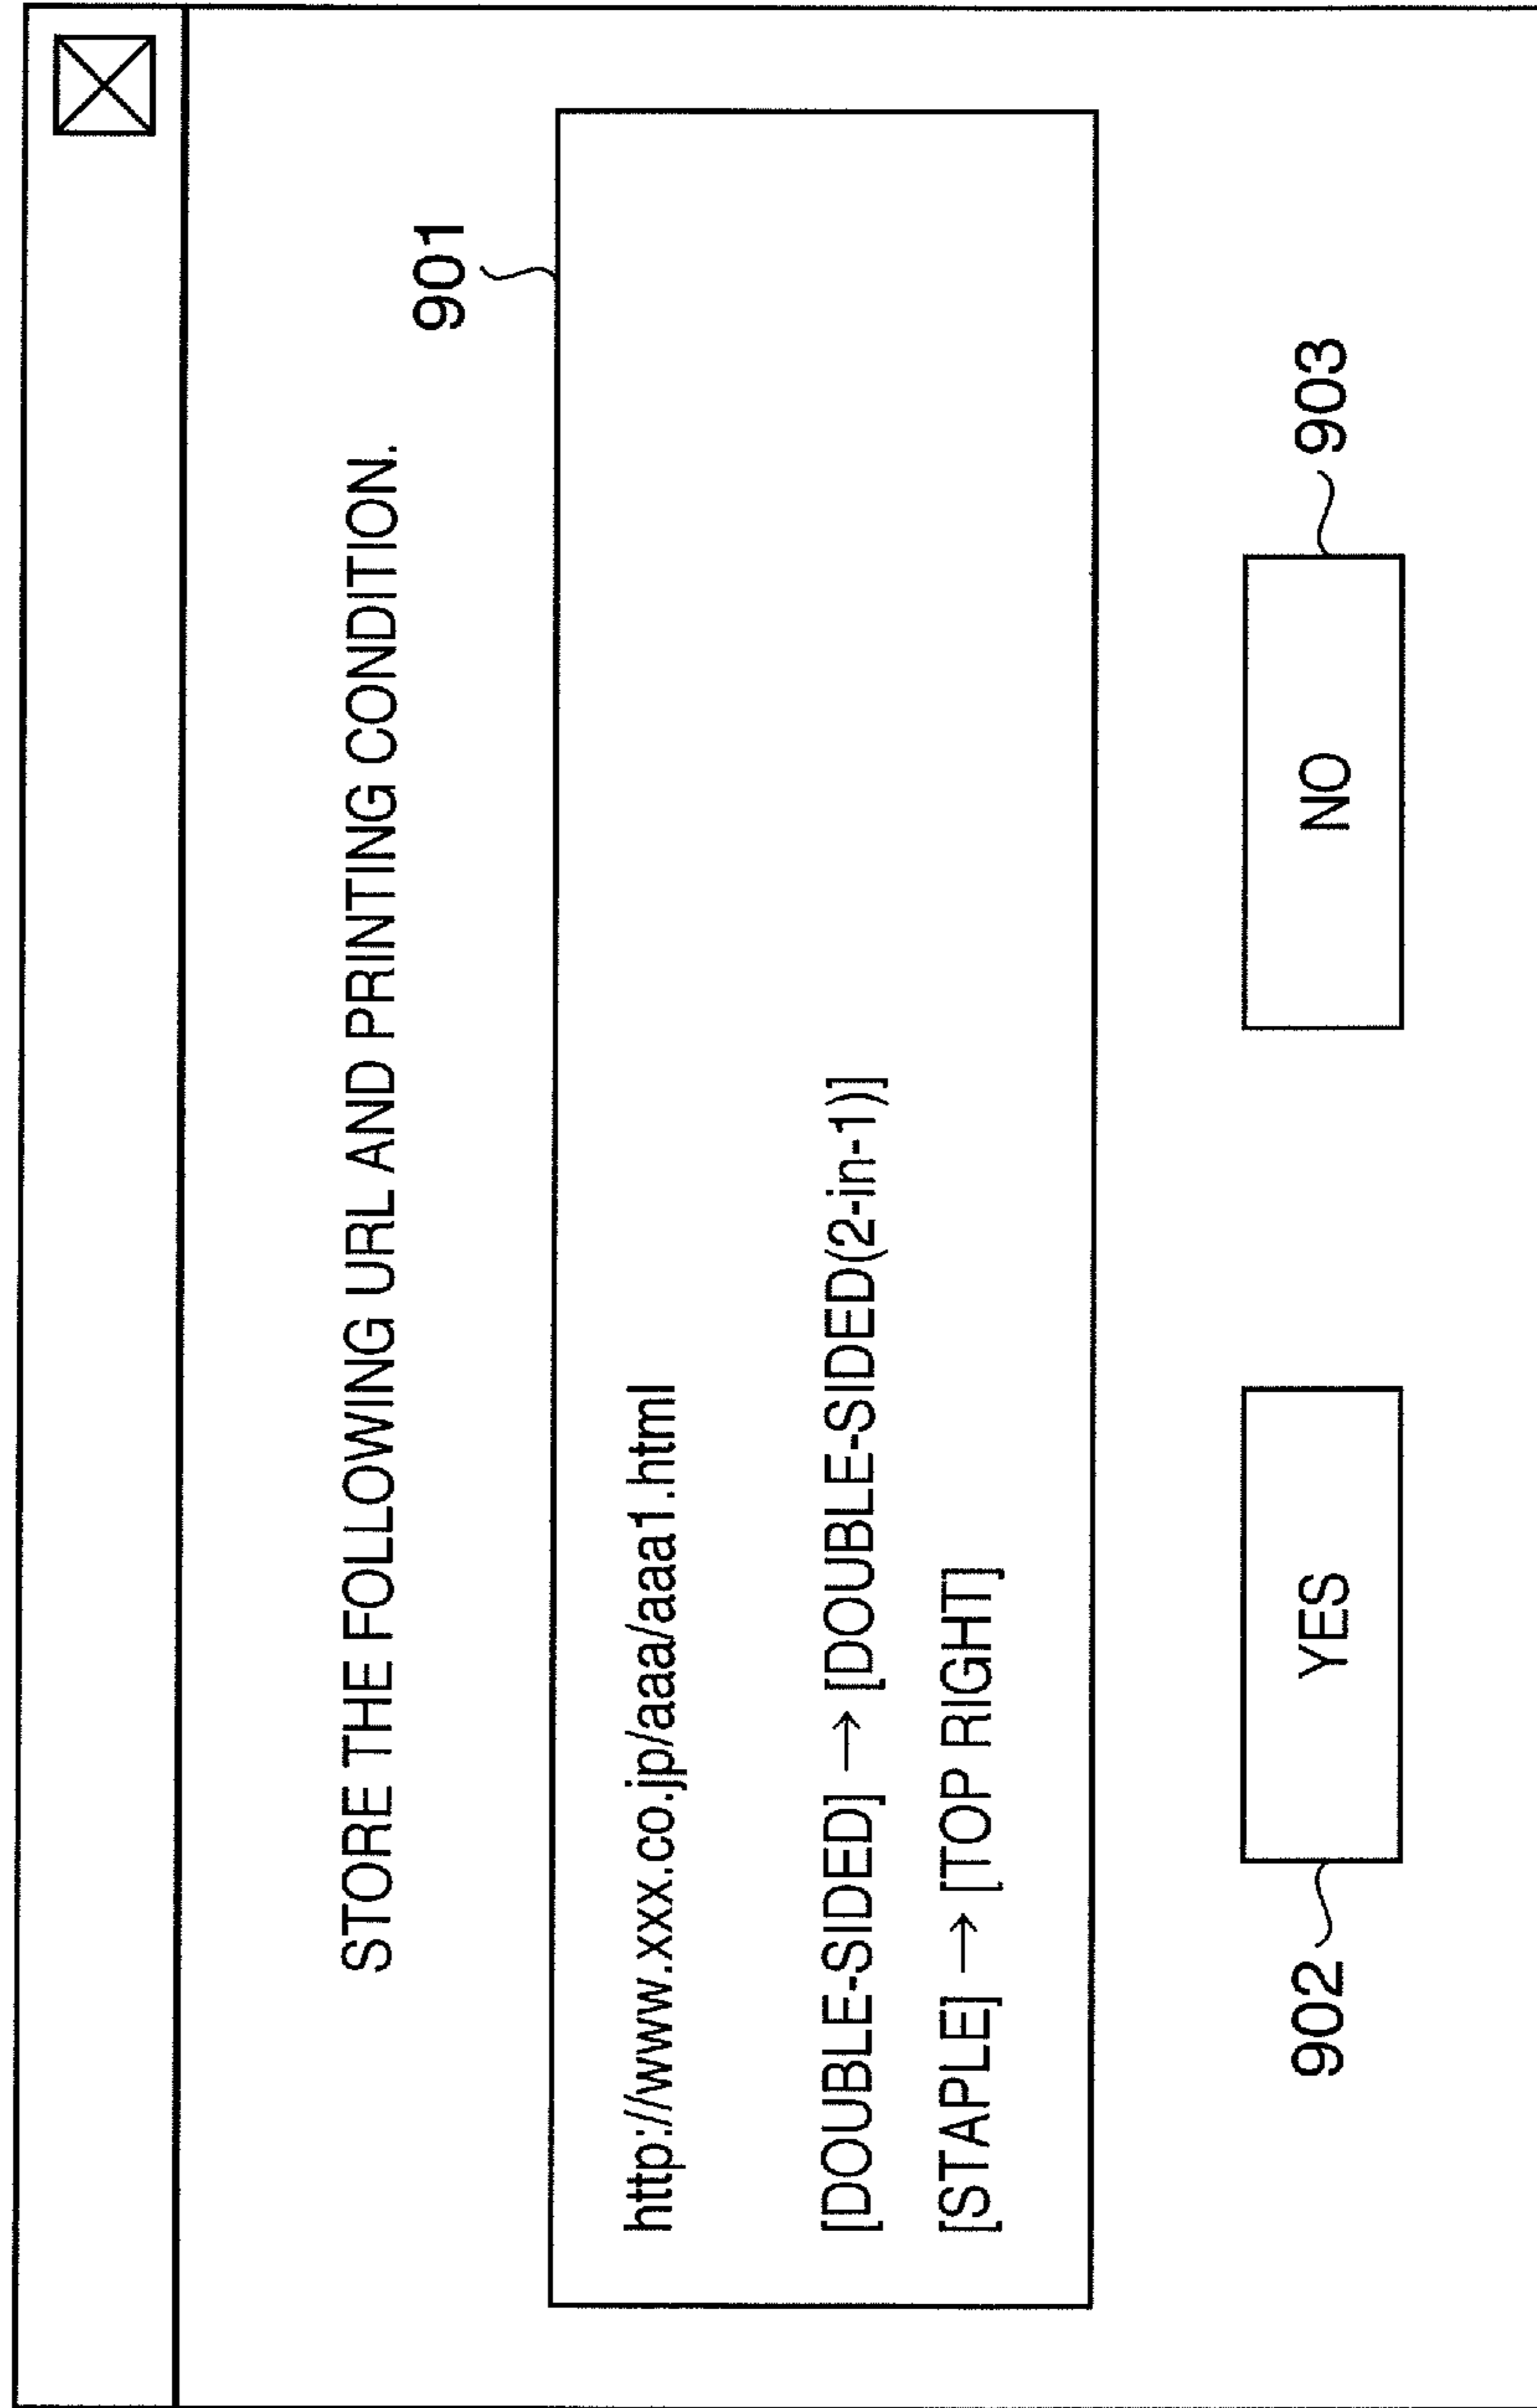 STORE THE FOLLOWING URL AND PRINTING CONDITION.
901
http://www.xxx.co.jp/aaa/aaa1.html
[DOUBLE-SIDED] → [DOUBLE-SIDED(2-in-1)]
[STAPLE] → [TOP RIGHT]
902
YES
NO
903